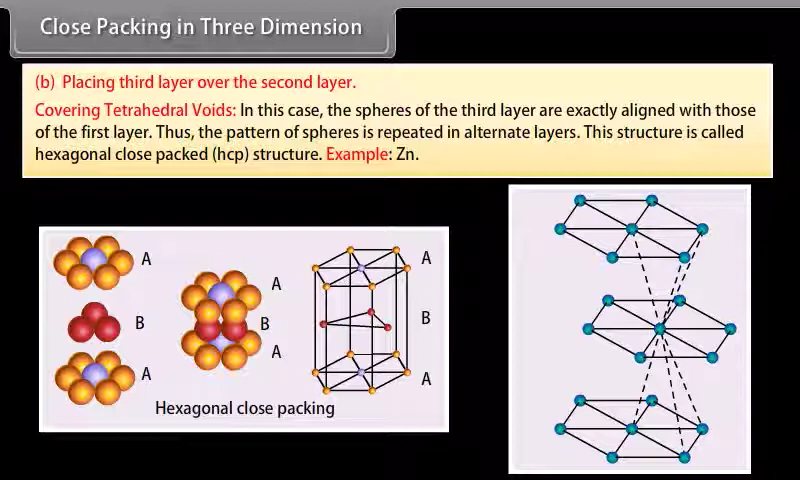 Close Packing in Three Dimension
(b) Placing third layer over the second layer.
Covering Tetrahedral Voids: In this case, the spheres of the third layer are exactly aligned with those
of the first layer. Thus, the pattern of spheres is repeated in alternate layers. This structure is called
hexagonal close packed (hcp) structure. Example: Zn.
A
B
A
A
B
A
A
B
A
Hexagonal close packing